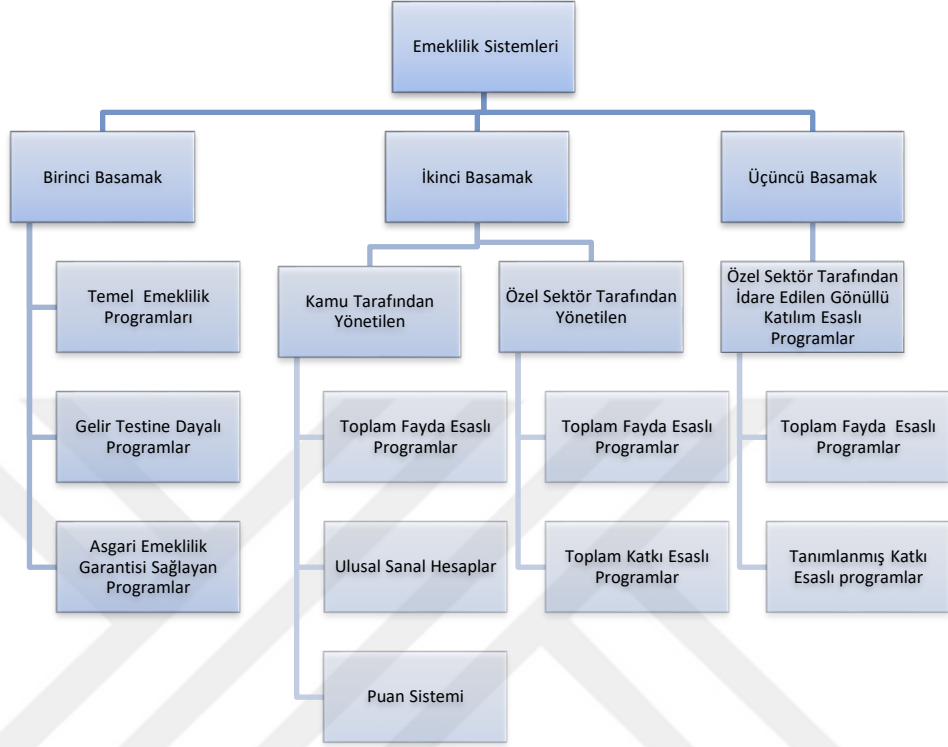 Emeklilik Sistemleri
Birinci Basamak
Temel Emeklilik
Programları
Gelir Testine Dayalı
Programlar
Asgari Emeklilik
Garantisi Sağlayan
Programlar
İkinci Basamak
Kamu Tarafından
Yönetilen
Toplam Fayda Esaslı
Programlar
Ulusal Sanal Hesaplar
Puan Sistemi
Özel Sektör Tarafından
Yönetilen
Toplam Fayda Esaslı
Programlar
Toplam Katkı Esaslı
Programlar
Üçüncü Basamak
Özel Sektör Tarafından
İdare Edilen Gönüllü
Katılım Esaslı
Programlar
Toplam Fayda Esaslı
Programlar
Tanımlanmış Katkı
Esaslı programlar